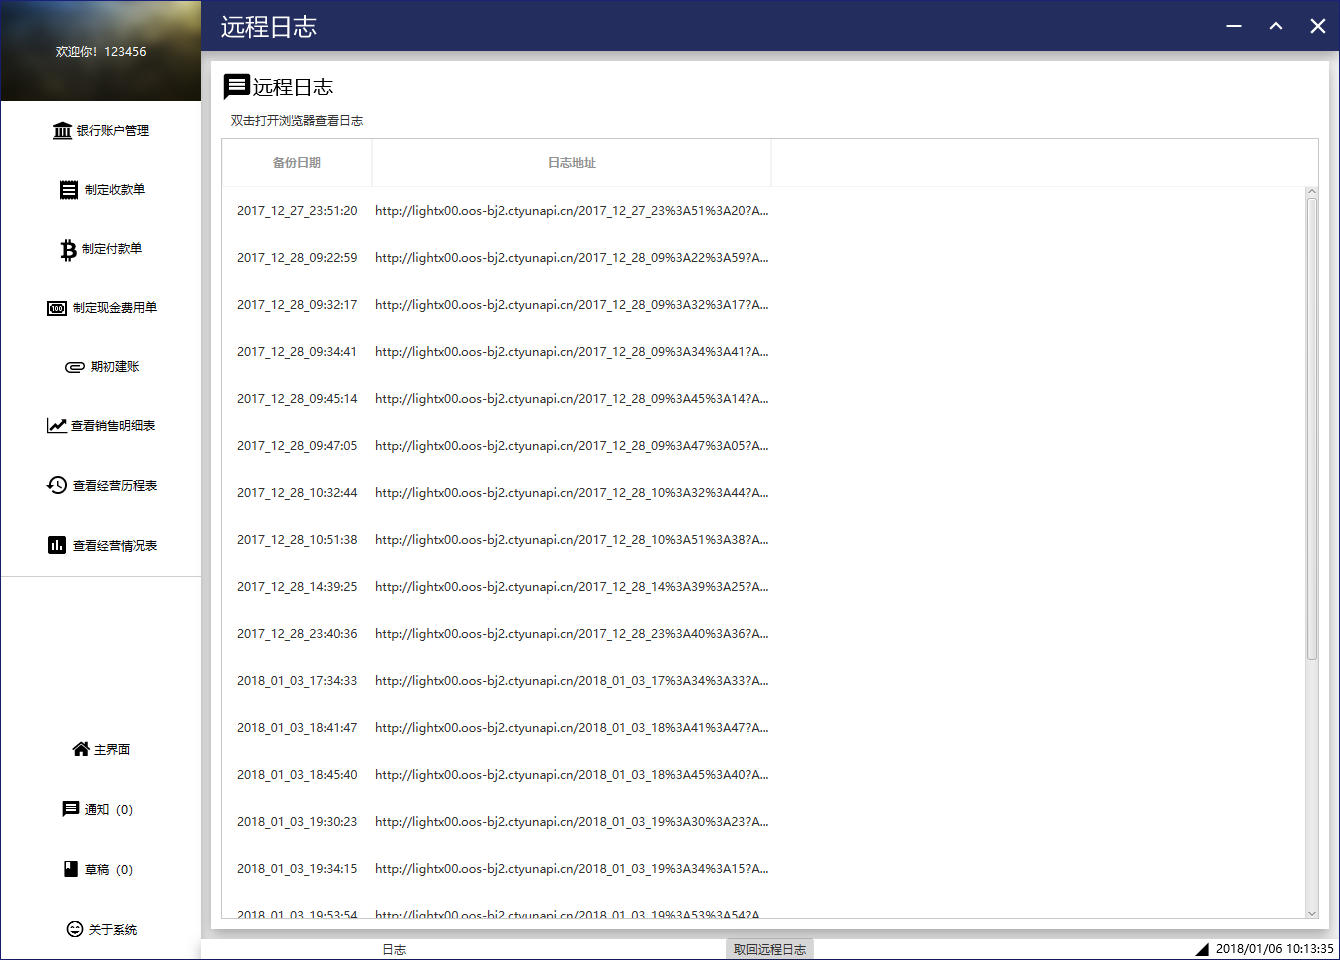 欢迎你！123456
银行账户管理
制定收款单
制定付款单
100
制定现金费用单
期初建账
查看销售明细表
查看经营历程表
查看经营情况表
主界面
通知（0）
草稿（0）
关于系统
远程日志
远程日志
双击打开浏览器查看日志
备份日期 日志地址
2017_12_27_23:51:20 http://lightx00.oos-bj2.ctyunapi.cn/2017_12_27_23%3A51%3A20?A...
2017_12_28_09:22:59 http://lightx00.oos-bj2.ctyunapi.cn/2017_12_28_09%3A22%3A59?A...
2017_12_28_09:32:17 http://lightx00.oos-bj2.ctyunapi.cn/2017_12_28_09%3A32%3A17?A...
2017_12_28_09:34:41 http://lightx00.oos-bj2.ctyunapi.cn/2017_12_28_09%3A34%3A41?A...
2017_12_28_09:45:14 http://lightx00.oos-bj2.ctyunapi.cn/2017_12_28_09%3A45%3A14?A...
2017_12_28_09:47:05 http://lightx00.oos-bj2.ctyunapi.cn/2017_12_28_09%3A47%3A05?A...
2017_12_28_10:32:44 http://lightx00.oos-bj2.ctyunapi.cn/2017_12_28_10%3A32%3A44?A...
2017_12_28_10:51:38 http://lightx00.oos-bj2.ctyunapi.cn/2017_12_28_10%3A51%3A38?A...
2017_12_28_14:39:25 http://lightx00.oos-bj2.ctyunapi.cn/2017_12_28_14%3A39%3A25?A...
2017_12_28_23:40:36 http://lightx00.oos-bj2.ctyunapi.cn/2017_12_28_23%3A40%3A36?A...
2018_01_03_17:34:33 http://lightx00.oos-bj2.ctyunapi.cn/2018_01_03_17%3A34%3A33?A...
2018_01_03_18:41:47 http://lightx00.oos-bj2.ctyunapi.cn/2018_01_03_18%3A41%3A47?A...
2018_01_03_18:45:40 http://lightx00.oos-bj2.ctyunapi.cn/2018_01_03_18%3A45%3A40?A...
2018_01_03_19:30:23 http://lightx00.oos-bj2.ctyunapi.cn/2018_01_03_19%3A30%3A23?A...
2018_01_03_19:34:15 http://lightx00.oos-bj2.ctyunapi.cn/2018_01_03_19%3A34%3A15?A...
2018_01_03_19:53:54 http://lightx00.oos-bj2.ctyunapi.cn/2018_01_03_19%3A53%3A54?A...
日志
取回远程日志
2018/01/06 10:13:35